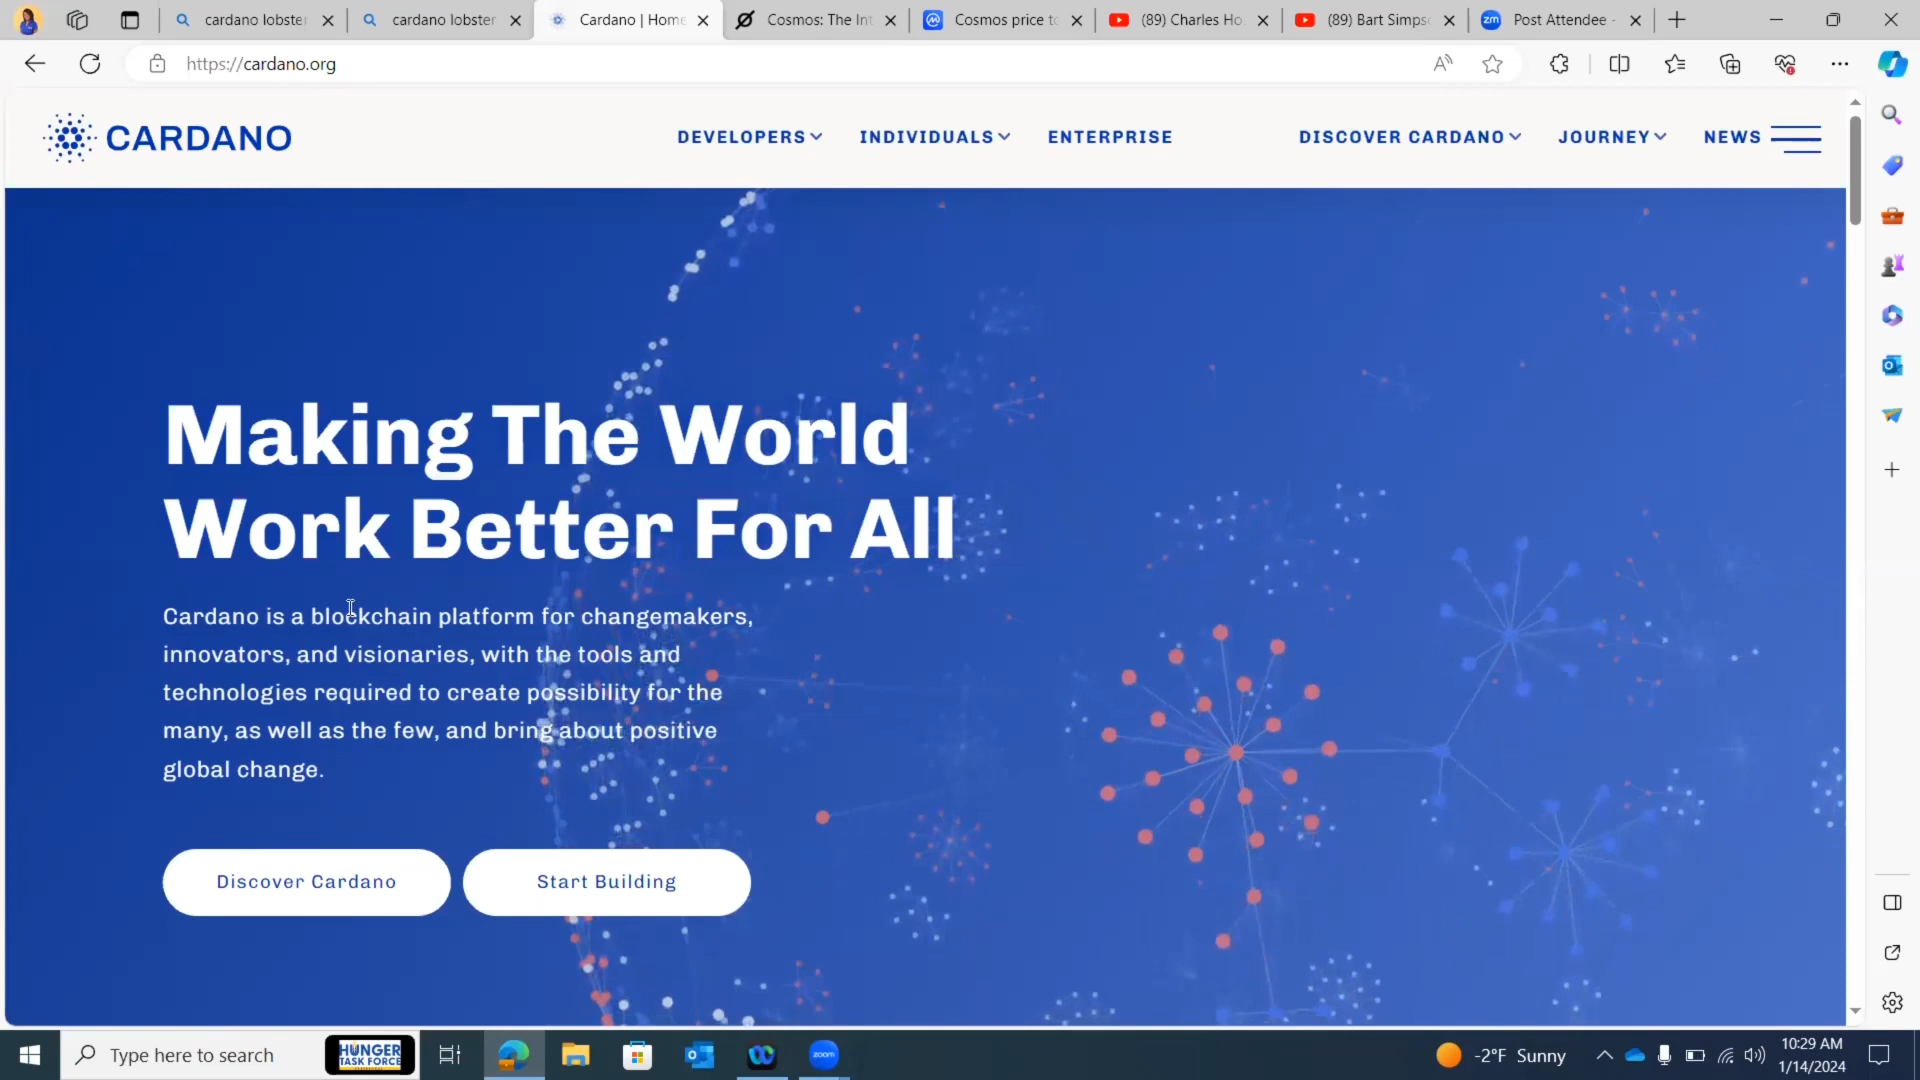 cardano lobste
cardano lobster
Cardano | Home
Cosmos: The Int
Cosmos price to
(89) Charles Ho
(89) Bart Simps
zm
Post Attendee -
https://cardano.org
CARDANO
DEVELOPERS
INDIVIDUALS
ENTERPRISE
DISCOVER CARDANO
JOURNEY
NEWS
Making The World
Work Better For All
Cardano is a blockchain platform for changemakers,
innovators, and visionaries, with the tools and
technologies required to create possibility for the
many, as well as the few, and bring about positive
global change.
Discover Cardano
Start Building
Type here to search
HUNGER
TASK FORCE
zoom
-2°F Sunny
10:29 AM
1/14/2024